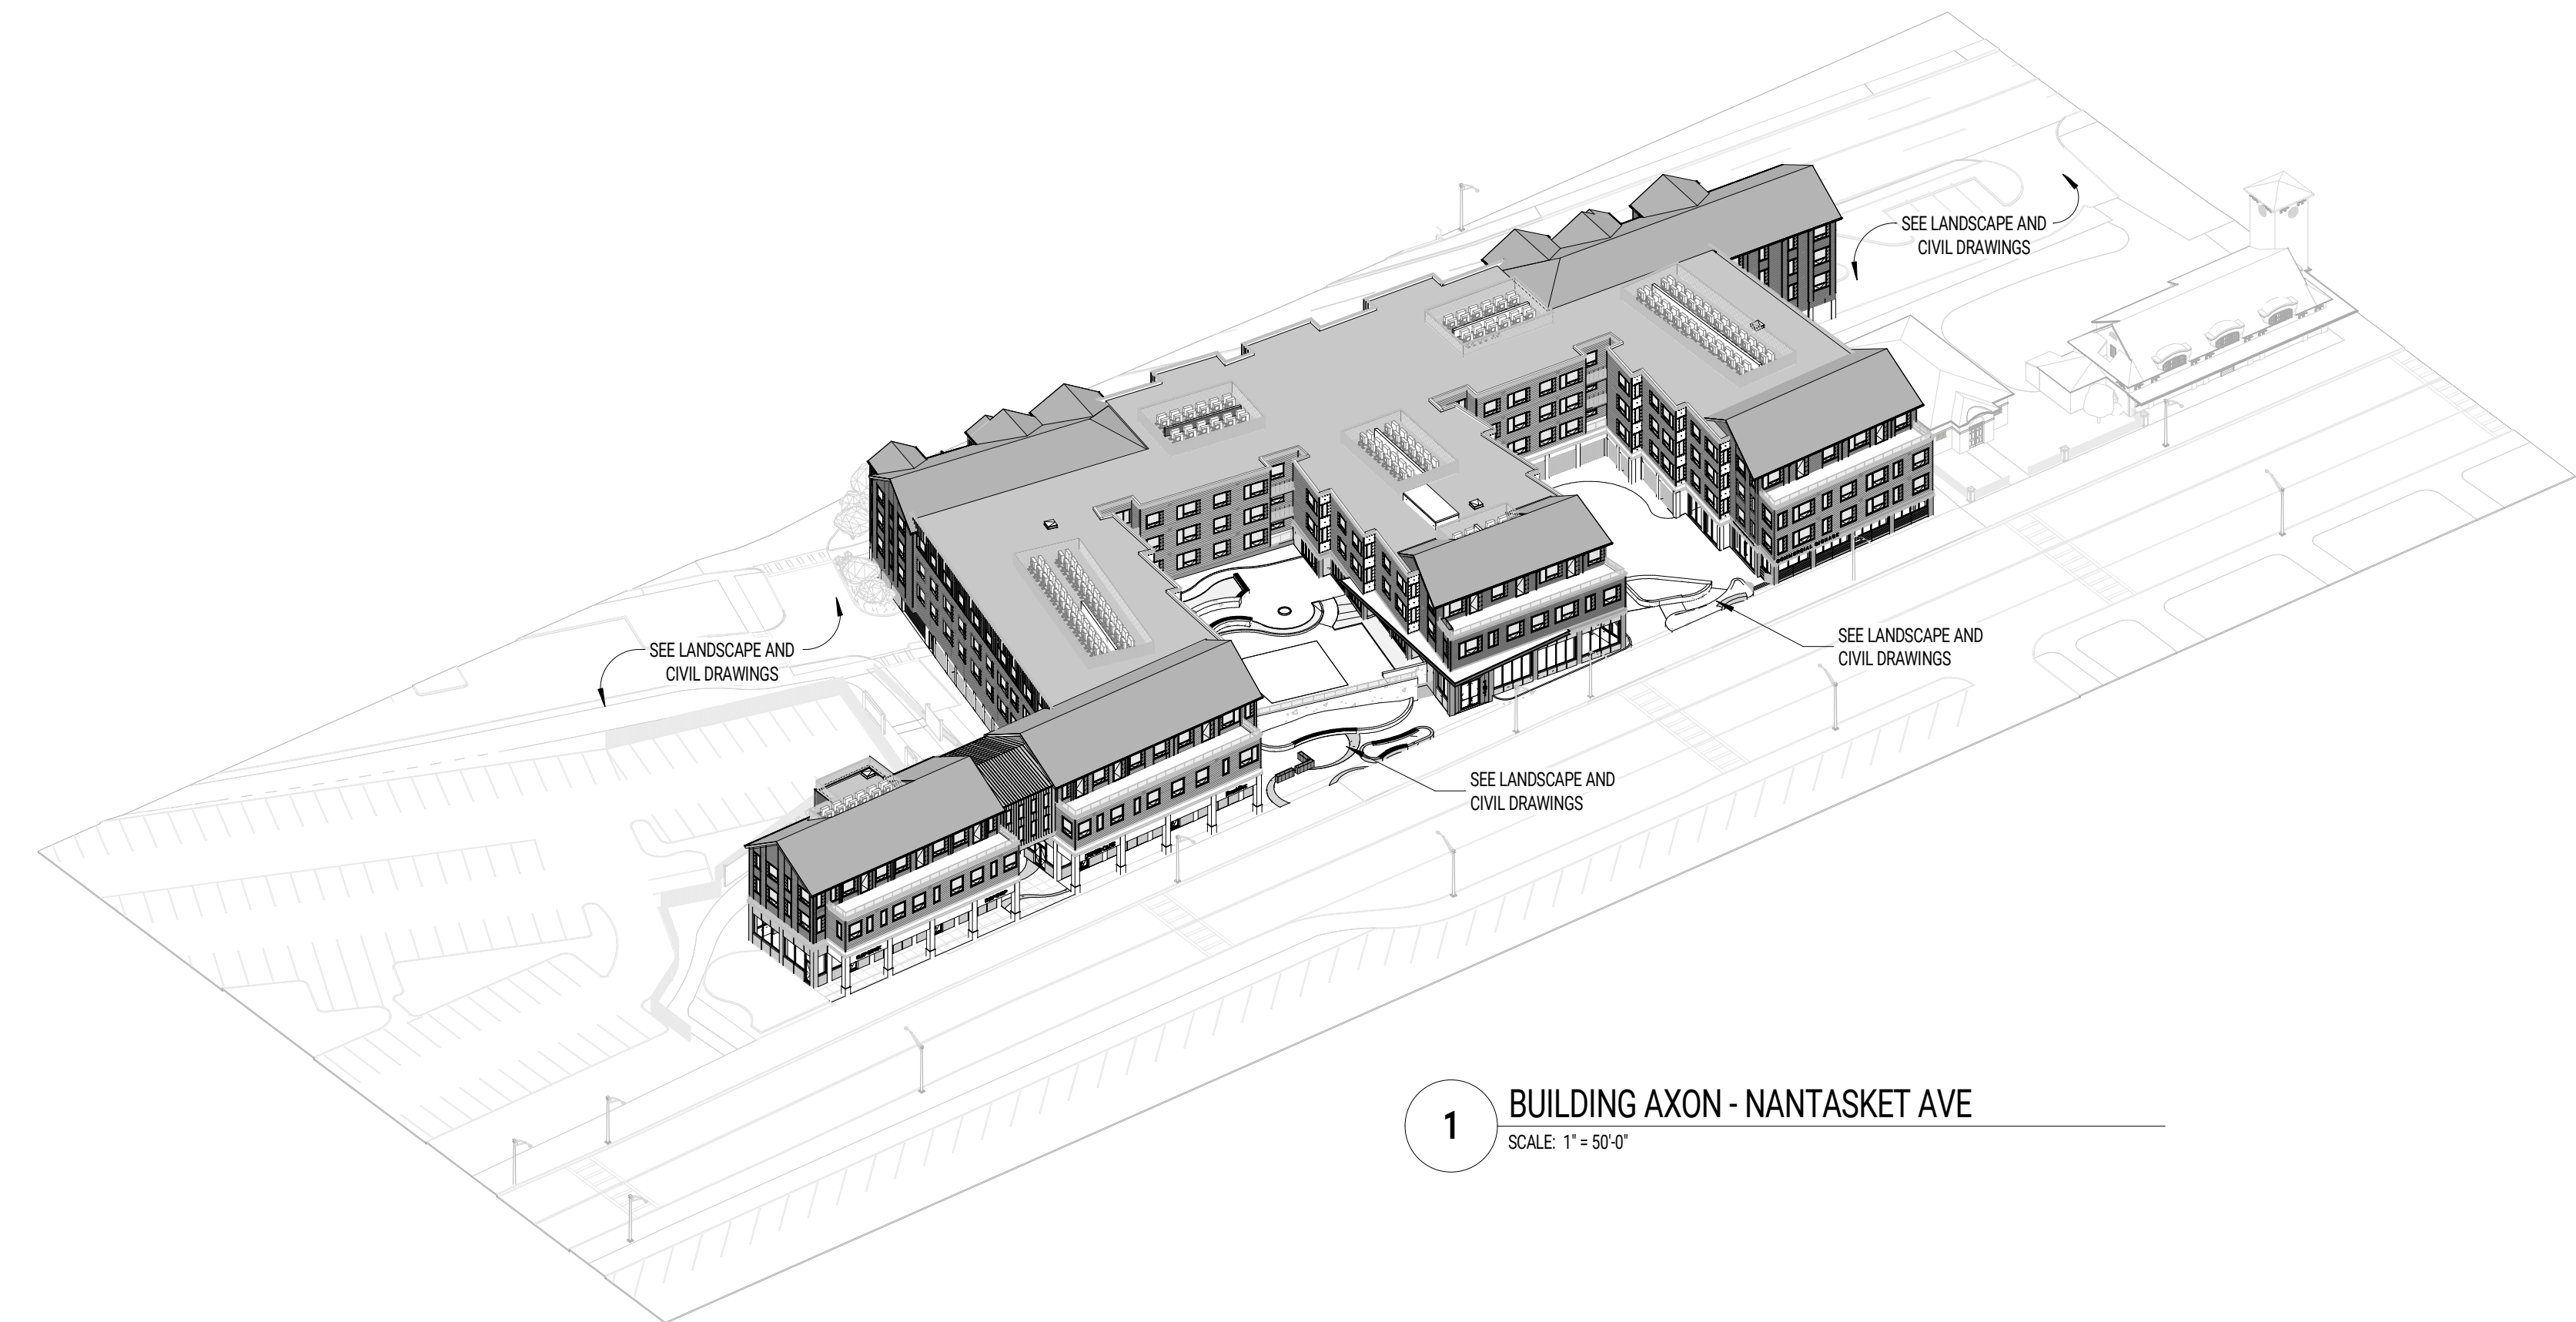 SEE LANDSCAPE AND
CIVIL DRAWINGS
SEE LANDSCAPE AND
CIVIL DRAWINGS
SEE LANDSCAPE AND
CIVIL DRAWINGS
SEE LANDSCAPE AND
CIVIL DRAWINGS
1
BUILDING AXON - NANTASKET AVE
SCALE: 1" = 50'-0"